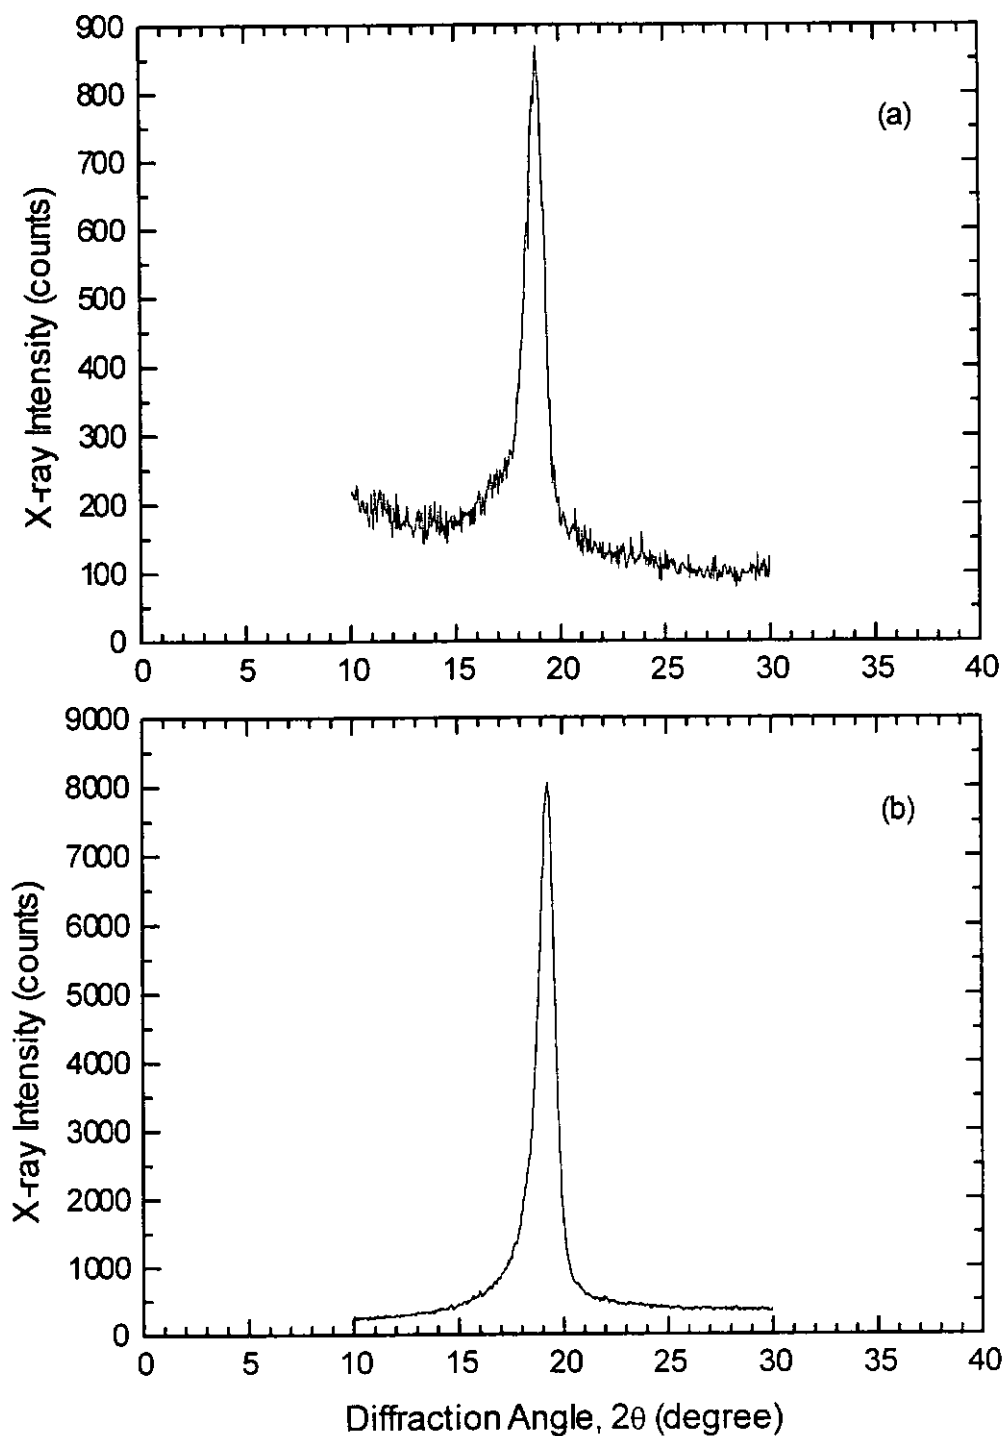 900
800
700
600
500
400
300
200
100
0
X-ray Intensity (counts)
(a)
0 5 10 15 20 25 30 35 40
9000
8000
7000
6000
5000
4000
3000
2000
1000
0
X-ray Intensity (counts)
(b)
0 5 10 15 20 25 30 35 40
Diffraction Angle, 2θ (degree)